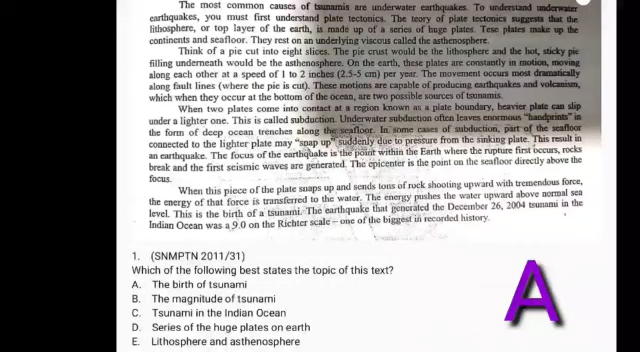 The most common causes of tsunamis are underwater earthquakes. To understand underwater
earthquakes, you must first understand plate tectonics. The teory of plate tectonics suggests that the
lithosphere, or top layer of the earth, is made up of a series of huge plates. Tese plates make up the
continents and seafloor. They rest on an underlying viscous called the asthenosphere.
Think of a pie cut into eight slices. The pie crust would be the lithosphere and the hot, sticky pie
filling underneath would be the asthenosphere. On the earth, these plates are constantly in motion, moving
along each other at a speed of 1 to 2 inches (2.5-5 cm) per year. The movement occurs most dramatically
along fault lines (where the pie is cut). These motions are capable of producing earthquakes and volcanism,
which when they occur at the bottom of the ocean, are two possible sources of tsunamis.
When two plates come into contact at a region known as a plate boundary, heavier plate can slip
under a lighter one. This is called subduction. Underwater subduction often leaves enormous "handprints" in
the form of deep ocean trenches along the seafloor. In some cases of subduction, part of the seafloor
connected to the lighter plate may "snap up" suddenly due to pressure from the sinking plate. This result in
an earthquake. The focus of the earthquake is the point within the Earth where the rupture first occurs, rocks
break and the first seismic waves are generated. The epicenter is the point on the seafloor directly above the
focus.
When this piece of the plate snaps up and sends tons of rock shooting upward with tremendous force,
the energy of that force is transferred to the water. The energy pushes the water upward above normal sea
level. This is the birth of a tsunami. The earthquake that generated the December 26, 2004 tsunami in the
Indian Ocean was a 9.0 on the Richter scale – one of the biggest in recorded history.
1. (SNMPTN 2011/31)
Which of the following best states the topic of this text?
A. The birth of tsunami
B. The magnitude of tsunami
C. Tsunami in the Indian Ocean
D. Series of the huge plates on earth
E. Lithosphere and asthenosphere
A